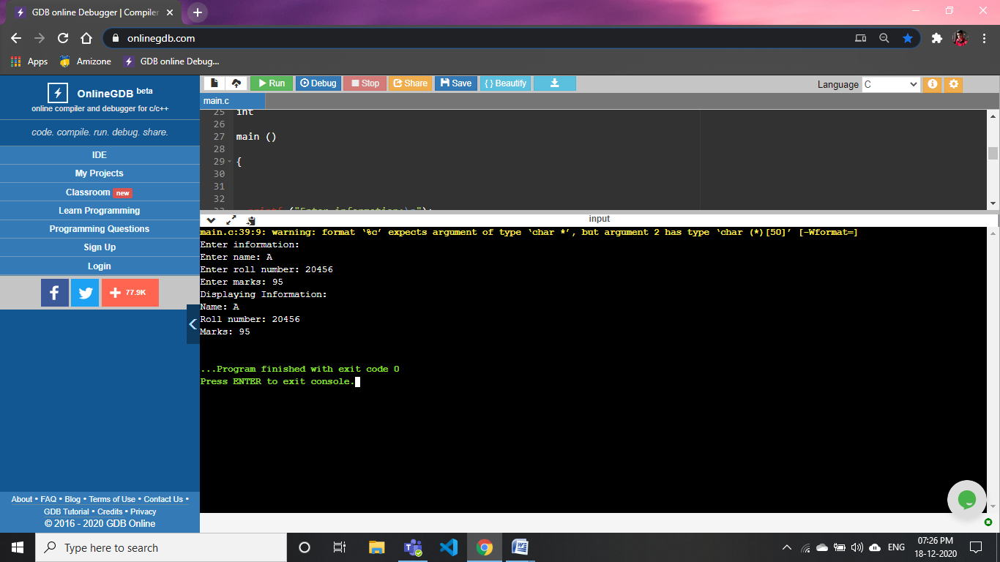 GDB online Debugger | Compiler
onlinegdb.com
Apps
Amizone
GDB online Debug...
OnlineGDB beta
online compiler and debugger for c/c++
code. compile. run. debug. share.
IDE
My Projects
Classroom new
Learn Programming
Programming Questions
Sign Up
Login
77.9K
About • FAQ • Blog • Terms of Use • Contact Us •
GDB Tutorial • Credits • Privacy
© 2016 - 2020 GDB Online
Run Debug Stop Share Save { } Beautify
Language C
main.c
25 int
26
27 main ()
28
29 {
30
31
32
33 printf ("Enter information:\n");
input
main.c:39:9: warning: format ‘%c’ expects argument of type ‘char *’, but argument 2 has type ‘char (*)[50]’ [-Wformat=]
Enter information:
Enter name: A
Enter roll number: 20456
Enter marks: 95
Displaying Information:
Name: A
Roll number: 20456
Marks: 95
...Program finished with exit code 0
Press ENTER to exit console.
Type here to search
ENG
07:26 PM
18-12-2020